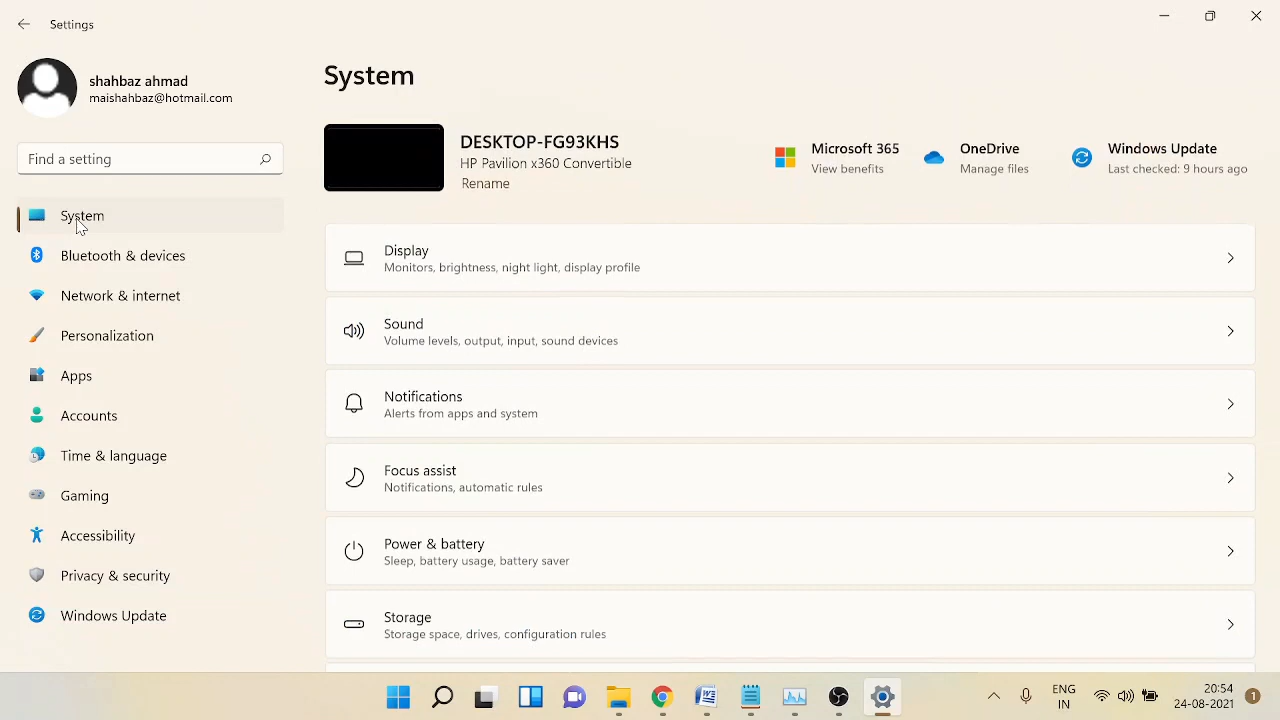 Settings
shahbaz ahmad
maishahbaz@hotmail.com
Find a setting
System
Bluetooth & devices
Network & internet
Personalization
Apps
Accounts
Time & language
Gaming
Accessibility
Privacy & security
Windows Update
System
DESKTOP-FG93KHS
HP Pavilion x360 Convertible
Rename
Microsoft 365
View benefits
OneDrive
Manage files
Windows Update
Last checked: 9 hours ago
Display
Monitors, brightness, night light, display profile
Sound
Volume levels, output, input, sound devices
Notifications
Alerts from apps and system
Focus assist
Notifications, automatic rules
Power & battery
Sleep, battery usage, battery saver
Storage
Storage space, drives, configuration rules
ENG
IN
20:54
24-08-2021
1